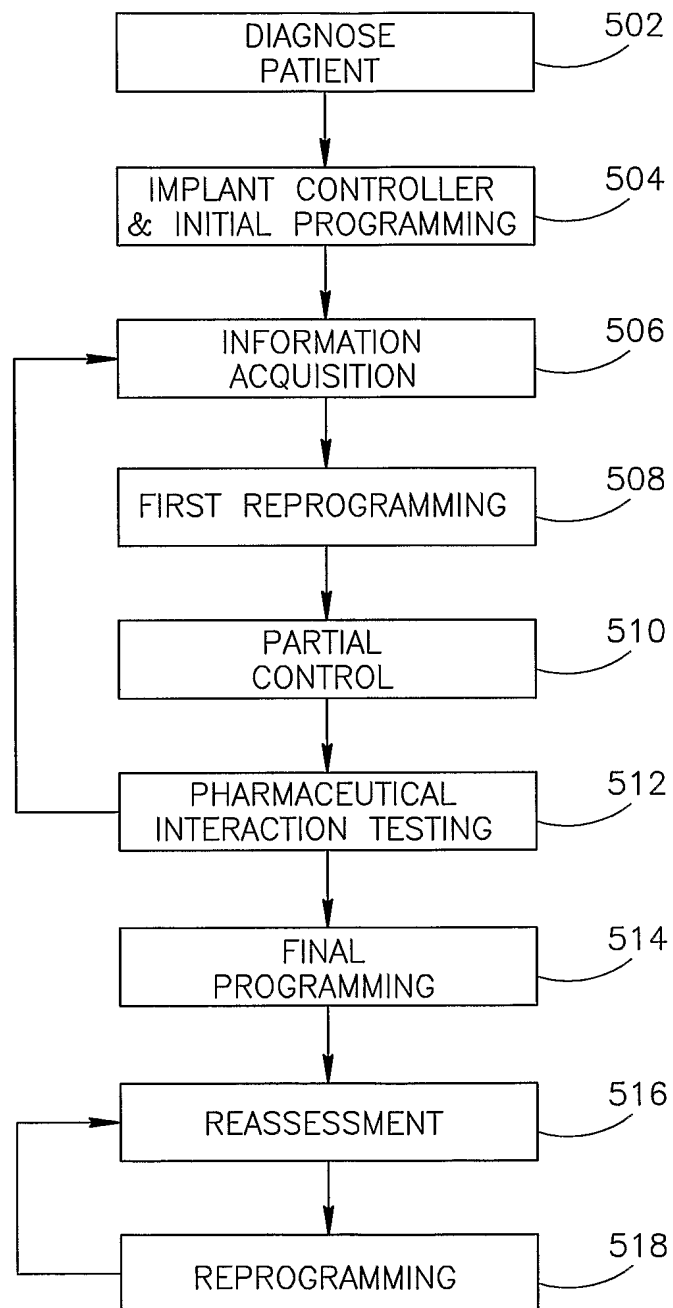 DIAGNOSE
PATIENT
502
IMPLANT CONTROLLER
& INITIAL PROGRAMMING
504
INFORMATION
ACQUISITION
506
FIRST REPROGRAMMING
508
PARTIAL
CONTROL
510
PHARMACEUTICAL
INTERACTION TESTING
512
FINAL
PROGRAMMING
514
REASSESSMENT
516
REPROGRAMMING
518